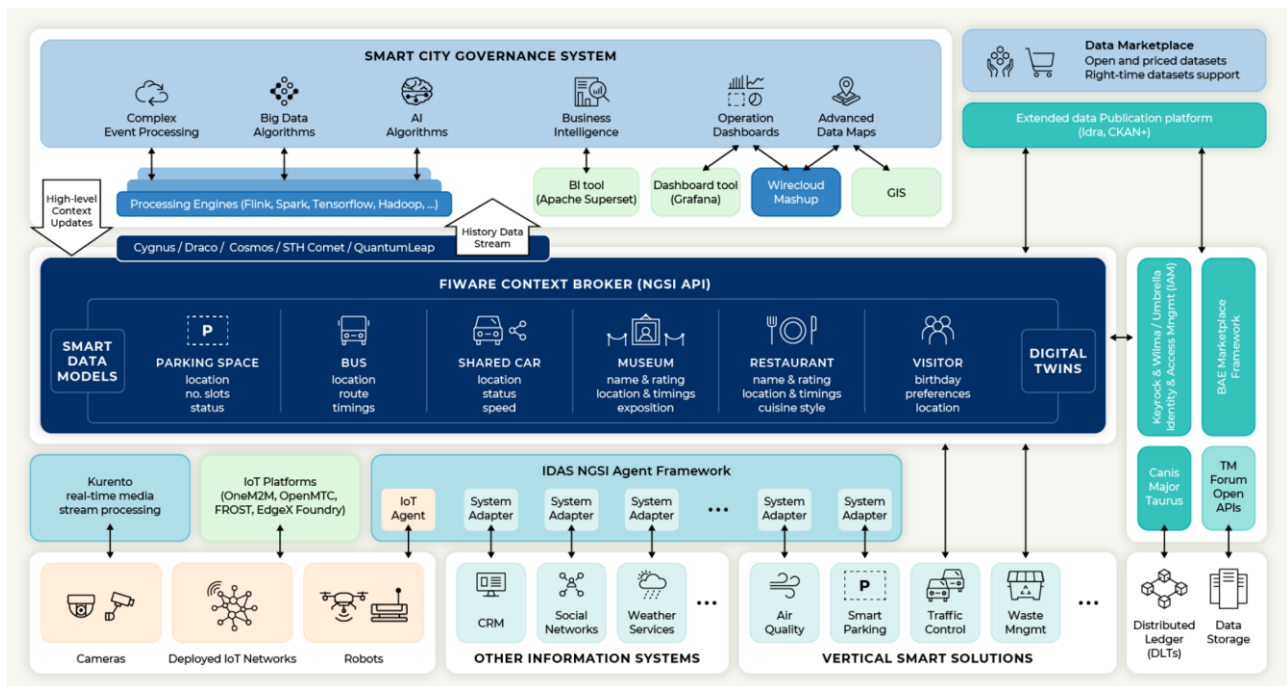 SMART CITY GOVERNANCE SYSTEM
Complex
Event Processing
Big Data
Algorithms
AI
Algorithms
Business
Intelligence
Operation
Dashboards
Advanced
Data Maps
Data Marketplace
Open and priced datasets
Right-time datasets support
Extended data Publication platform
(Idra, CKAN+)
High-level
Context
Updates
Processing Engines (Flink, Spark, Tensorflow, Hadoop, ...)
BI tool
(Apache Superset)
Dashboard tool
(Grafana)
Wirecloud
Mashup
GIS
History Data
Stream
Cygnus / Draco / Cosmos / STH Comet / QuantumLeap
FIWARE CONTEXT BROKER (NGSI API)
SMART
DATA
MODELS
P
PARKING SPACE
location
no. slots
status
BUS
location
route
timings
SHARED CAR
location
status
speed
MUSEUM
name & rating
location & timings
exposition
RESTAURANT
name & rating
location & timings
cuisine style
VISITOR
birthday
preferences
location
DIGITAL
TWINS
Keyrock & Wilma / Umbrella
Identity & Access Mngmt (IAM)
BAE Marketplace
Framework
Kurento
real-time media
stream processing
IoT Platforms
(OneM2M, OpenMTC,
FROST, EdgeX Foundry)
IDAS NGSI Agent Framework
IoT
Agent
System
Adapter
System
Adapter
System
Adapter
...
System
Adapter
System
Adapter
Canis
Major
Taurus
TM
Forum
Open
APIs
Cameras
Deployed IoT Networks
Robots
CRM
Social
Networks
Weather
Services
...
OTHER INFORMATION SYSTEMS
Air
Quality
P
Smart
Parking
Traffic
Control
Waste
Mngmt
...
VERTICAL SMART SOLUTIONS
Distributed
Ledger
(DLTs)
Data
Storage